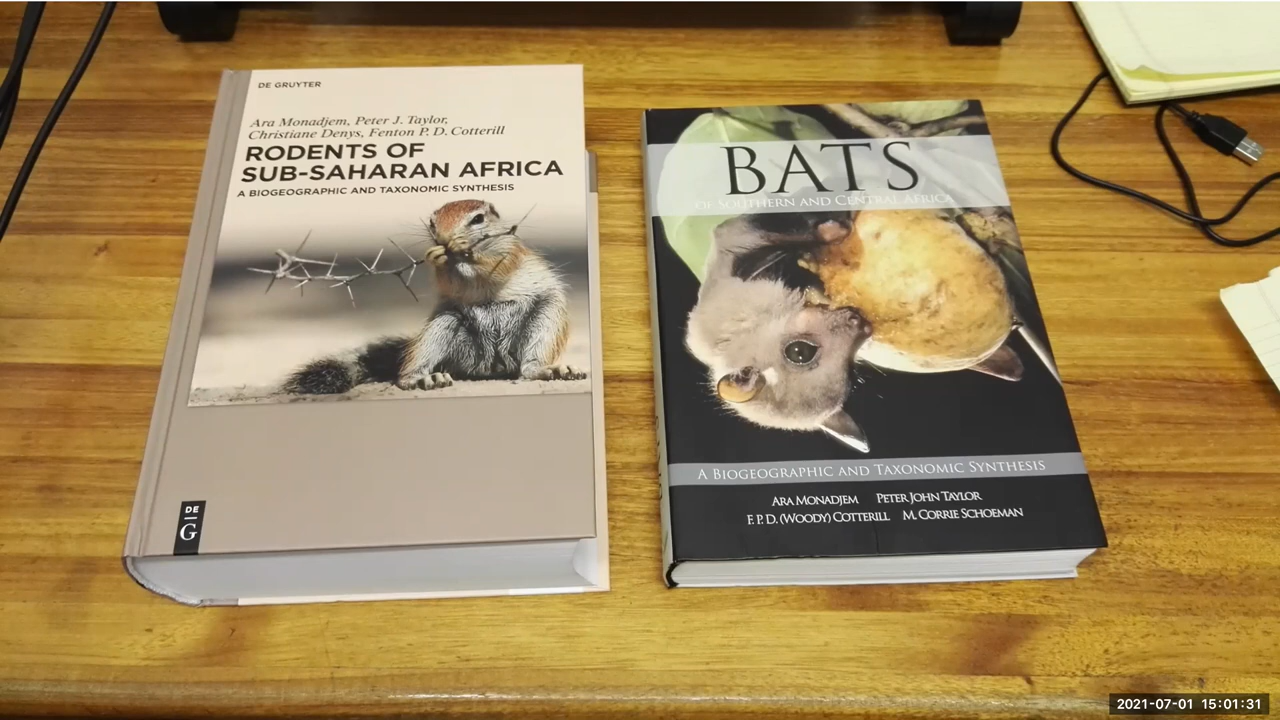 DE GRUYTER
Ara Monadjem, Peter J. Taylor,
Christiane Denys, Fenton P. D. Cotterill
RODENTS OF
SUB-SAHARAN AFRICA
A BIOGEOGRAPHIC AND TAXONOMIC SYNTHESIS
DE
G
BATS
OF SOUTHERN AND CENTRAL AFRICA
A BIOGEOGRAPHIC AND TAXONOMIC SYNTHESIS
ARA MONADJEM PETER JOHN TAYLOR
F. P. D. (WOODY) COTTERILL M. CORRIE SCHOEMAN
2021-07-01 15:01:31